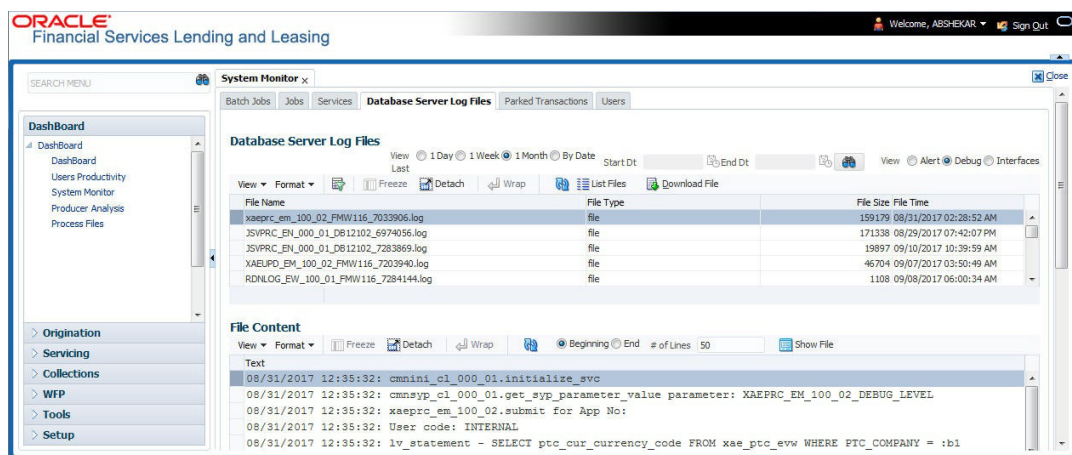 ORACLE
Financial Services Lending and Leasing
Welcome, ABSHEKAR
Sign Out
SEARCH MENU
System Monitor x
Close
Batch Jobs Jobs Services Database Server Log Files Parked Transactions Users
DashBoard
DashBoard
DashBoard
Users Productivity
System Monitor
Producer Analysis
Process Files
Origination
Servicing
Collections
WFP
Tools
Setup
Database Server Log Files
View Last 1 Day 1 Week 1 Month By Date Start Dt End Dt View Alert Debug Interfaces
View Format Freeze Detach Wrap List Files Download File
File Name File Type File Size File Time
xaeprc_em_100_02_FMW116_7033906.log file 159179 08/31/2017 02:28:52 AM
JSVPRC_EN_000_01_DB12102_6974056.log file 171338 08/29/2017 07:42:07 PM
JSVPRC_EN_000_01_DB12102_7283869.log file 19897 09/10/2017 10:39:59 AM
XAEUPD_EM_100_02_FMW116_7203940.log file 46704 09/07/2017 03:50:49 AM
RDNLOG_EW_100_01_FMW116_7284144.log file 1108 09/08/2017 06:00:34 AM
File Content
View Format Freeze Detach Wrap Beginning End # of Lines 50 Show File
Text
08/31/2017 12:35:32: cmnini_cl_000_01.initialize_svc
08/31/2017 12:35:32: cmnsyp_cl_000_01.get_syp_parameter_value parameter: XAEPRC_EM_100_02_DEBUG_LEVEL
08/31/2017 12:35:32: xaeprc_em_100_02.submit for App No:
08/31/2017 12:35:32: User code: INTERNAL
08/31/2017 12:35:32: lv_statement - SELECT ptc_cur_currency_code FROM xae_ptc_evw WHERE PTC_COMPANY = :b1